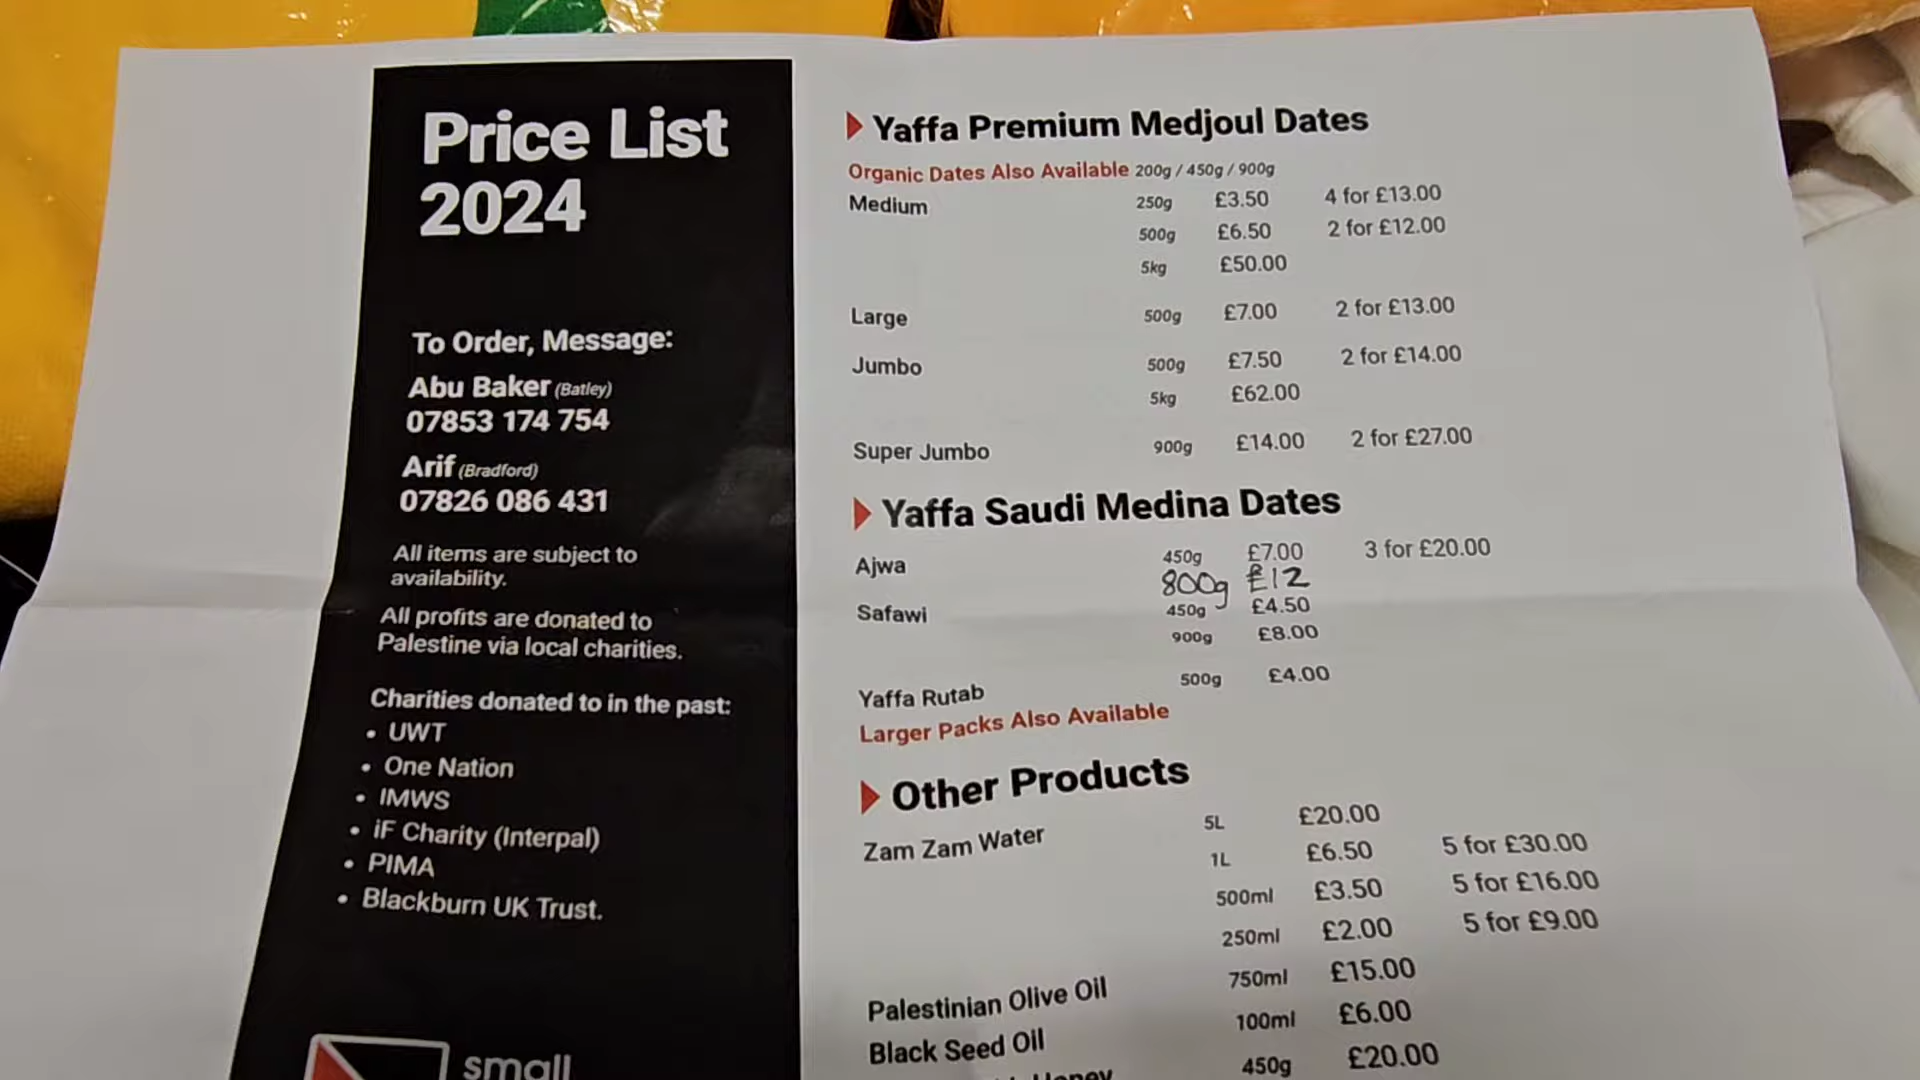 Price List
2024
To Order, Message:
Abu Baker (Batley)
07853 174 754
Arif (Bradford)
07826 086 431
All items are subject to
availability.
All profits are donated to
Palestine via local charities.
Charities donated to in the past:
• UWT
• One Nation
• IMWS
• iF Charity (Interpal)
• PIMA
• Blackburn UK Trust.
small
Yaffa Premium Medjoul Dates
Organic Dates Also Available 200g / 450g / 900g
Medium 250g £3.50 4 for £13.00
500g £6.50 2 for £12.00
5kg £50.00
Large 500g £7.00 2 for £13.00
Jumbo 500g £7.50 2 for £14.00
5kg £62.00
Super Jumbo 900g £14.00 2 for £27.00
Yaffa Saudi Medina Dates
Ajwa 450g £7.00 3 for £20.00
800g £12
Safawi 450g £4.50
900g £8.00
Yaffa Rutab 500g £4.00
Larger Packs Also Available
Other Products
Zam Zam Water 5L £20.00
1L £6.50 5 for £30.00
500ml £3.50 5 for £16.00
250ml £2.00 5 for £9.00
Palestinian Olive Oil 750ml £15.00
Black Seed Oil 100ml £6.00
Honey 450g £20.00